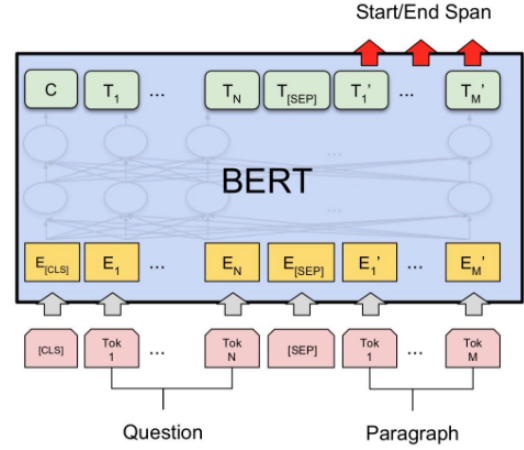 Start/End Span
C T1 ... TN T[SEP] T1' ... TM'
...
BERT
...
E[CLS] E1 ... EN E[SEP] E1' ... EM'
[CLS] Tok 1 ... Tok N [SEP] Tok 1 ... Tok M
Question Paragraph